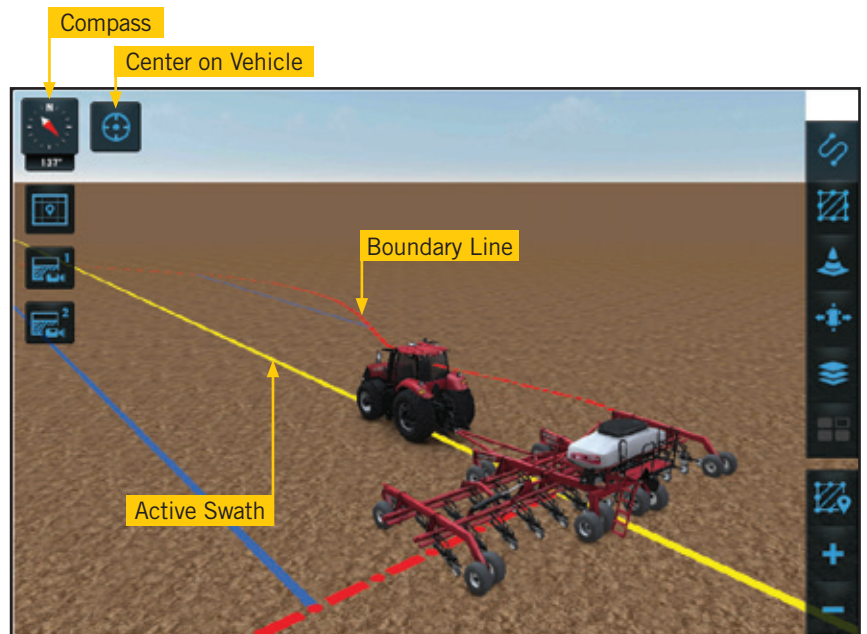 Compass
Center on Vehicle
N
137°
1
2
Boundary Line
Active Swath